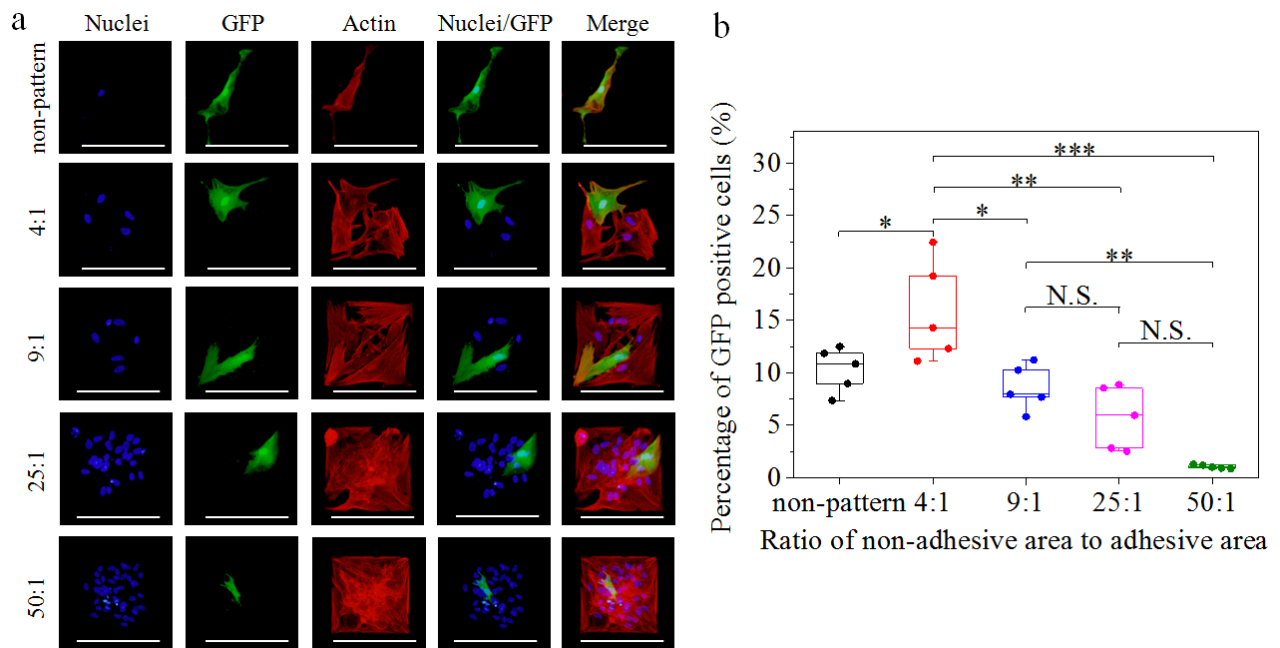 a
Nuclei GFP Actin Nuclei/GFP Merge
non-pattern
4:1
9:1
25:1
50:1
b
Percentage of GFP positive cells (%)
30
25
20
15
10
5
0
***
**
*
*
**
N.S.
N.S.
non-pattern 4:1 9:1 25:1 50:1
Ratio of non-adhesive area to adhesive area